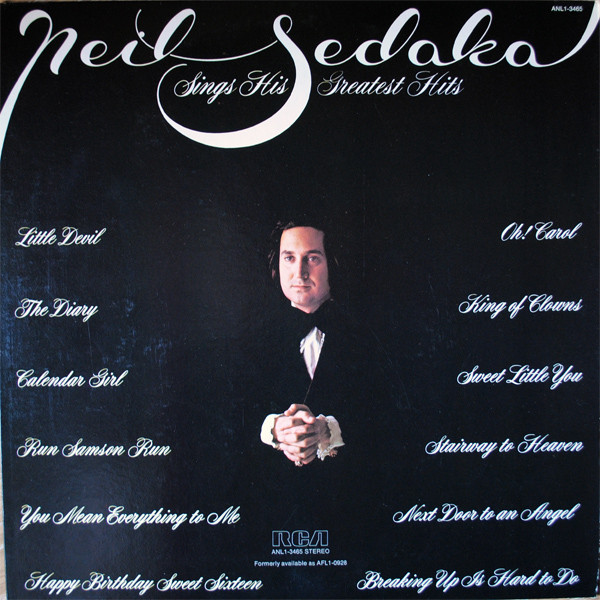 ANL1-3465
Neil Sedaka
Sings His Greatest Hits
Little Devil
The Diary
Calendar Girl
Run Samson Run
You Mean Everything to Me
Happy Birthday Sweet Sixteen
Oh! Carol
King of Clowns
Sweet Little You
Stairway to Heaven
Next Door to an Angel
Breaking Up Is Hard to Do
RCA
ANL1-3465 STEREO
Formerly available as AFL1-0928